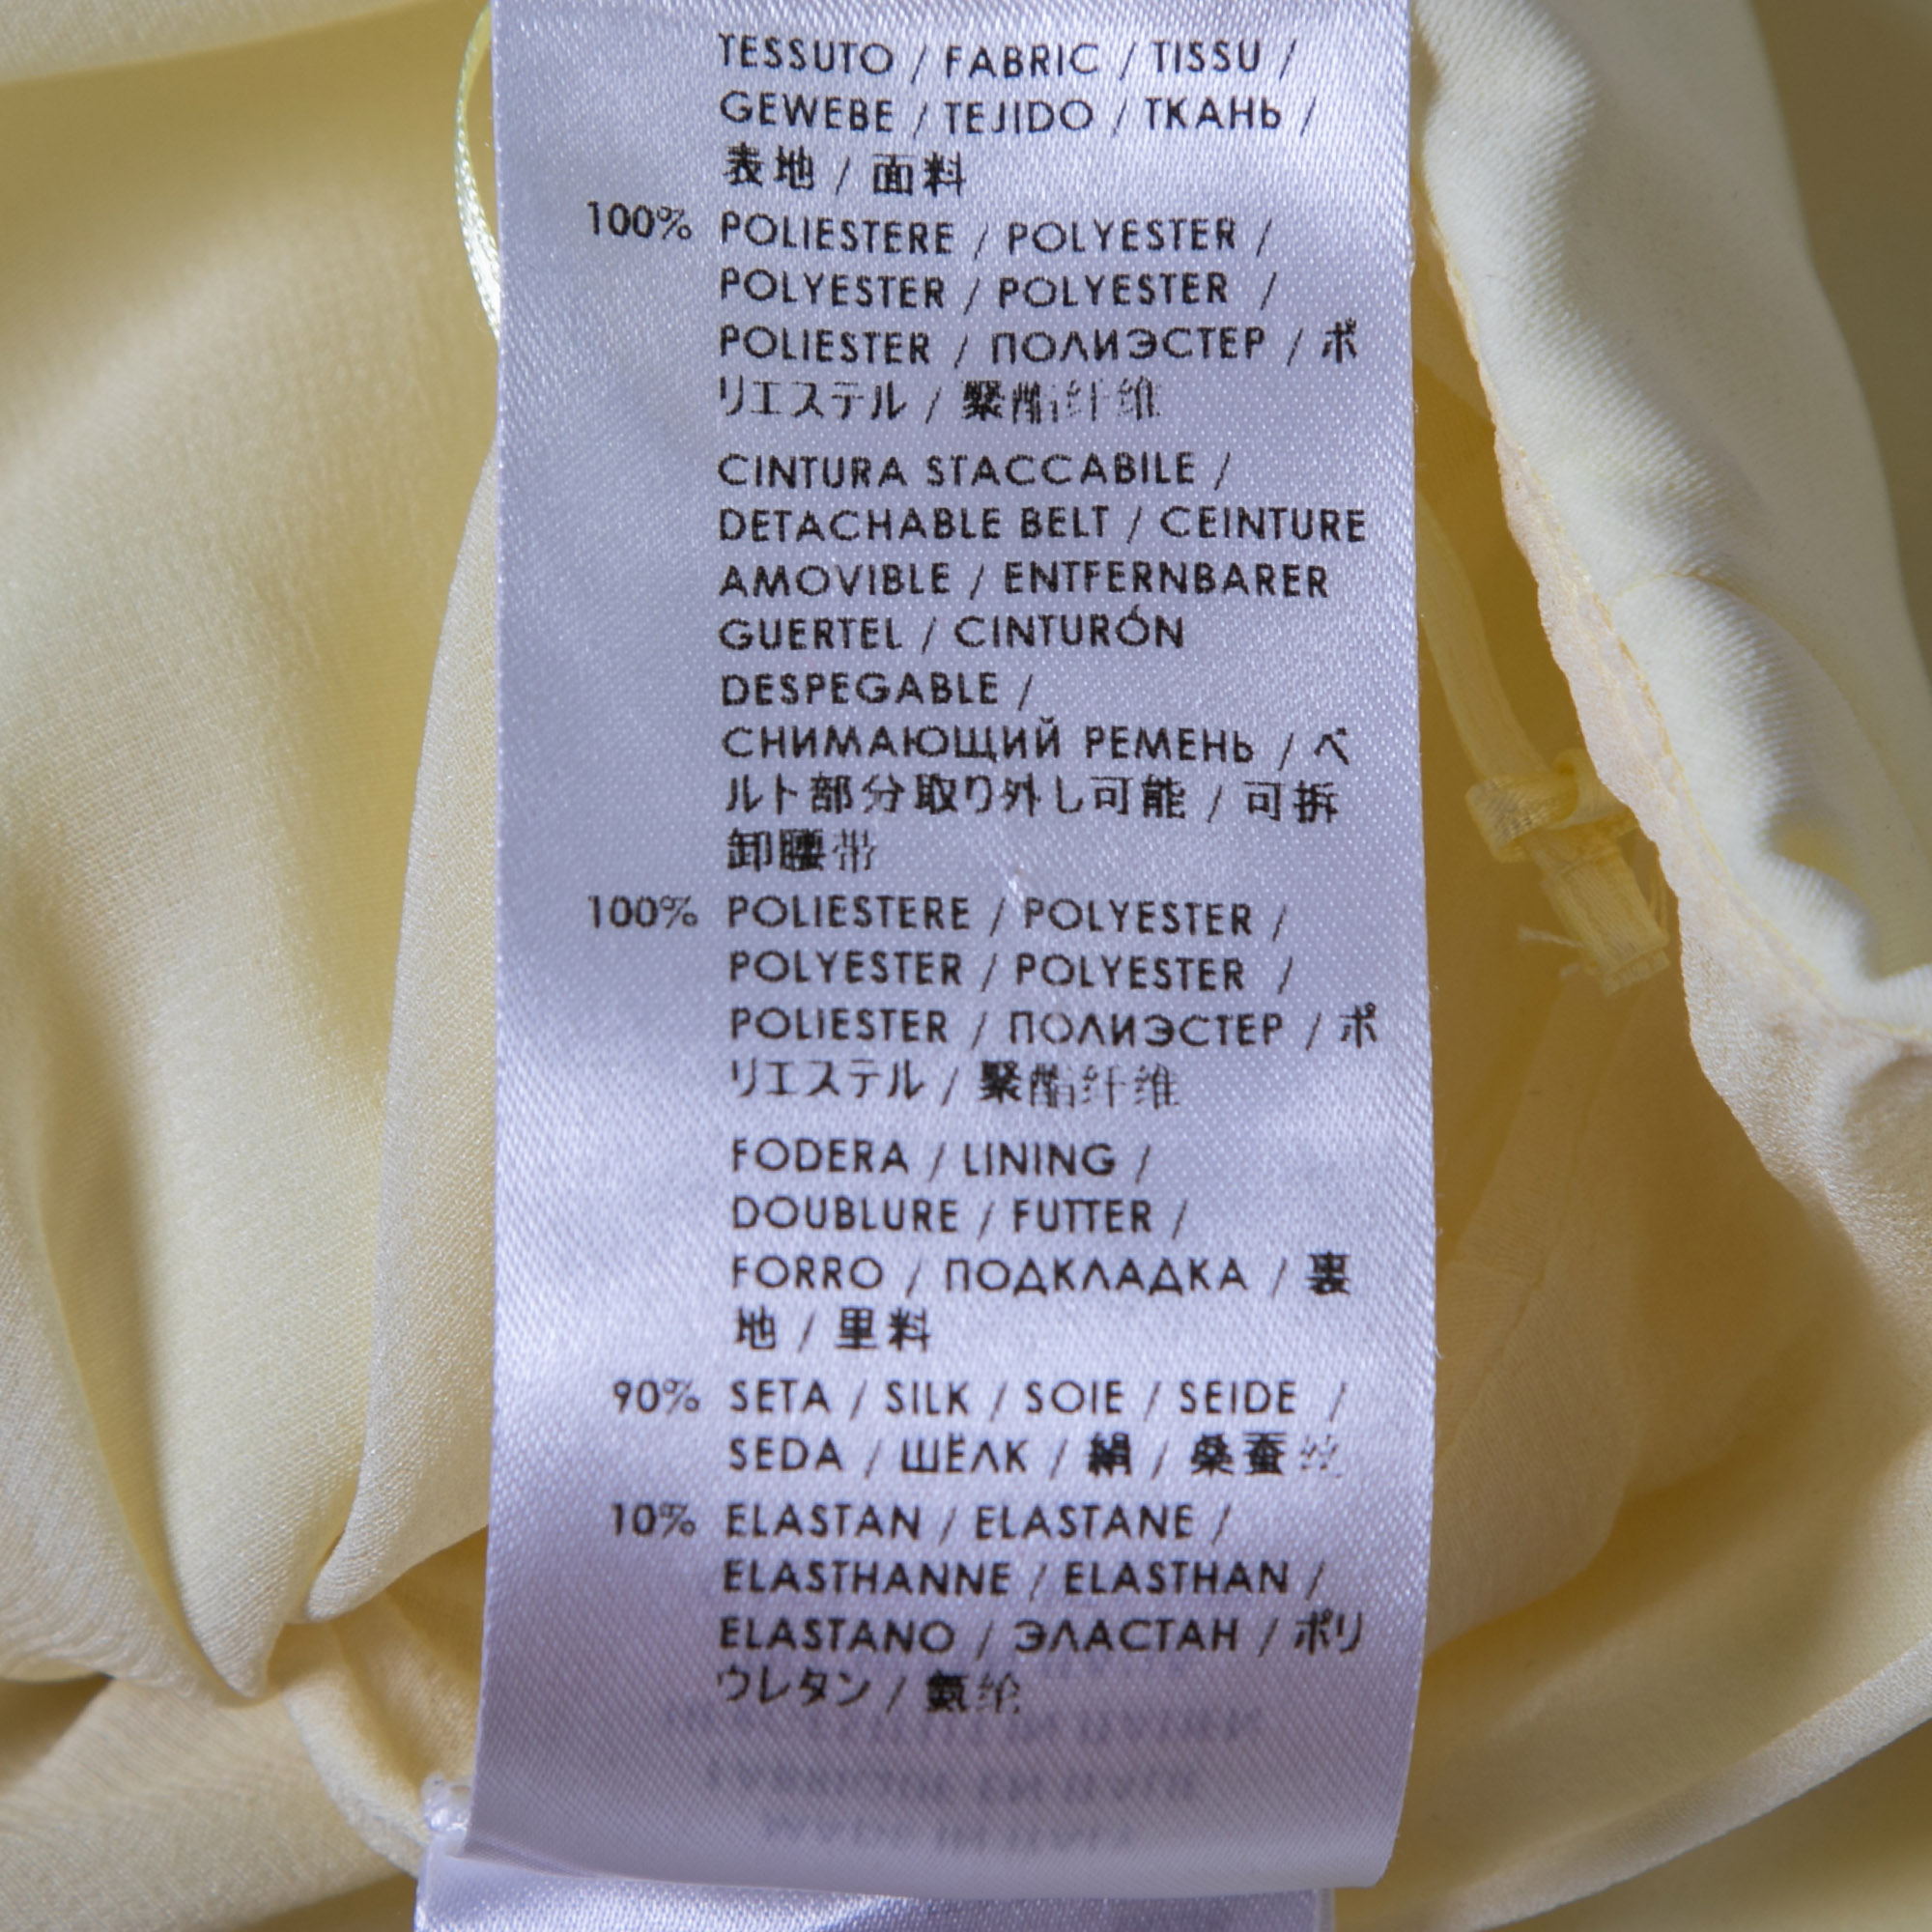 TESSUTO / FABRIC / TISSU /
GEWEBE / TEJIDO / ТКАНЬ /
表地 / 面料
100% POLIESTERE / POLYESTER /
POLYESTER / POLYESTER /
POLIESTER / ПОЛИЭСТЕР / ポ
リエステル / 聚酯纤维
CINTURA STACCABILE /
DETACHABLE BELT / CEINTURE
AMOVIBLE / ENTFERNBARER
GUERTEL / CINTURÓN
DESPEGABLE /
СНИМАЮЩИЙ РЕМЕНЬ / ベ
ルト部分取り外し可能 / 可拆
卸腰带
100% POLIESTERE / POLYESTER /
POLYESTER / POLYESTER /
POLIESTER / ПОЛИЭСТЕР / ポ
リエステル / 聚酯纤维
FODERA / LINING /
DOUBLURE / FUTTER /
FORRO / ПОДКЛАДКА / 裏
地 / 里料
90% SETA / SILK / SOIE / SEIDE /
SEDA / ШЁЛК / 絹 / 桑蚕丝
10% ELASTAN / ELASTANE /
ELASTHANNE / ELASTHAN /
ELASTANO / ЭЛАСТАН / ポリ
ウレタン / 氨纶
MADE IN ITALY